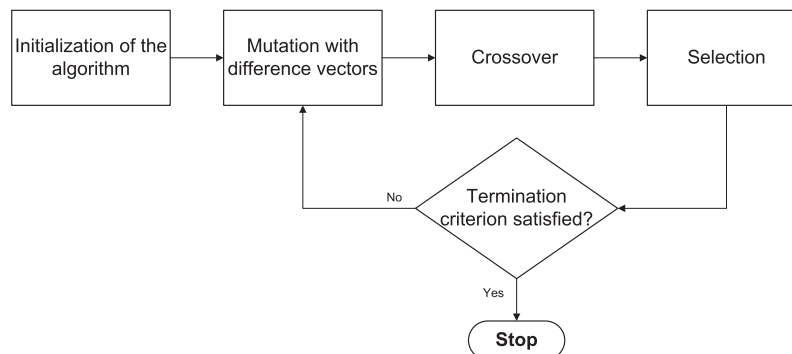 Initialization of the
algorithm
Mutation with
difference vectors
Crossover
Selection
Termination
criterion satisfied?
No
Yes
Stop